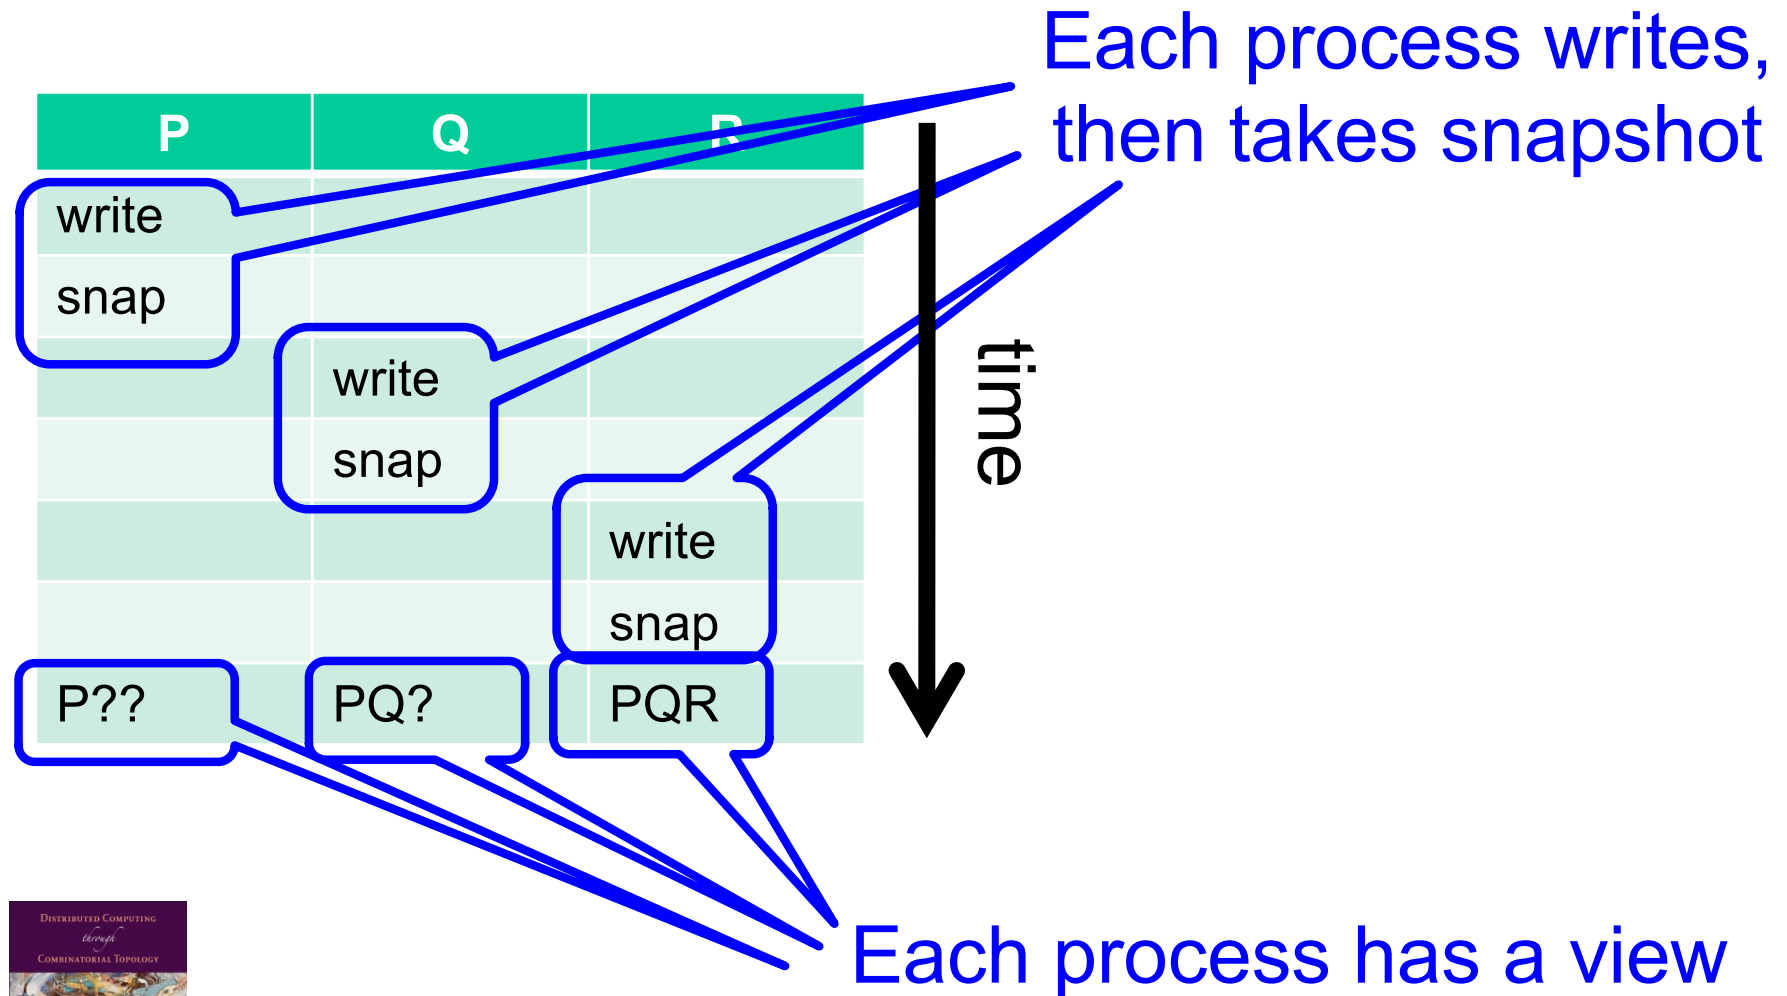 Each process writes,
then takes snapshot
P Q R
write
snap
write
snap
write
snap
time
P?? PQ? PQR
Each process has a view
DISTRIBUTED COMPUTING
through
COMBINATORIAL TOPOLOGY